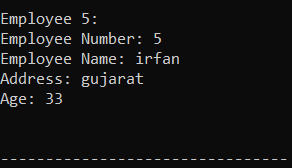 Employee 5:
Employee Number: 5
Employee Name: irfan
Address: gujarat
Age: 33
--------------------------------